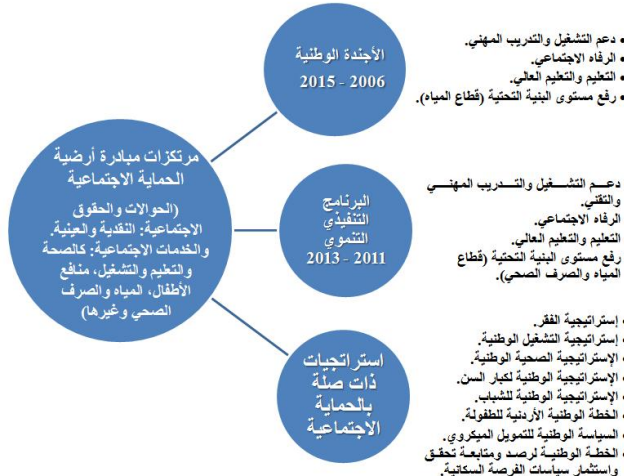 مرتكزات مبادرة أرضية
الحماية الاجتماعية
(الحوالات والحقوق
الاجتماعية: النقدية والعينية.
والخدمات الاجتماعية: كالصحة
والتعليم و التشغيل، منافع
الأطفال، المياه والصرف
الصحي وغيرها)
الأجندة الوطنية
2006 - 2015
• دعم التشغيل والتدريب المهني.
• الرفاه الاجتماعي.
• التعليم والتعليم العالي.
• رفع مستوى البنية التحتية (قطاع المياه).
البرنامج
التنفيذي
التنموي
2011 - 2013
دعم التشغيل والتدريب المهني
والتقني.
الرفاه الاجتماعي.
التعليم والتعليم العالي.
رفع مستوى البنية التحتية (قطاع
المياه والصرف الصحي).
استراتجيات
ذات صلة
بالحماية
الاجتماعية
• إستراتيجية الفقر.
• إستراتيجية التشغيل الوطنية.
• الإستراتيجية الصحية الوطنية.
• الإستراتيجية الوطنية لكبار السن.
• الإستراتيجية الوطنية للشباب.
• الخطة الوطنية الأردنية للطفولة.
• السياسة الوطنية للتمويل الميكروي.
• الخطة الوطنية لرصد ومتابعة تحقق
واستثمار سياسات الفرصة السكانية.